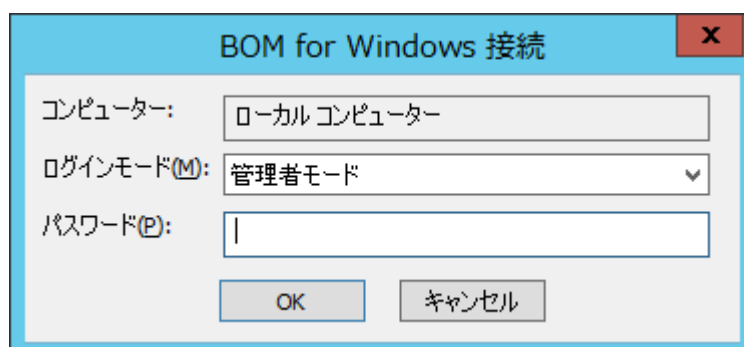 BOM for Windows 接続
x
コンピューター: ローカル コンピューター
ログインモード(M): 管理者モード
パスワード(P):
OK キャンセル